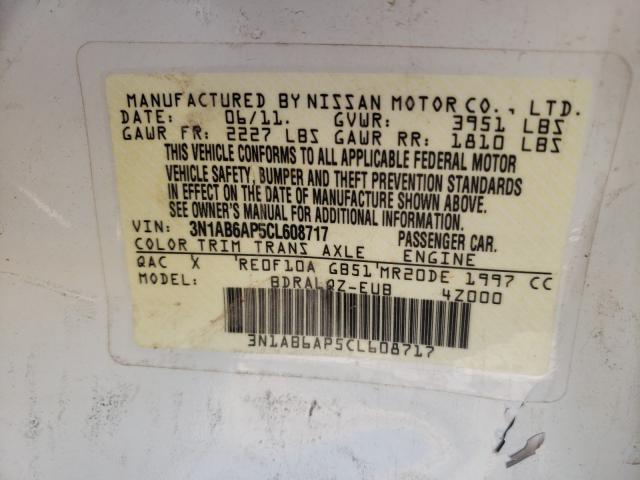 MANUFACTURED BY NISSAN MOTOR CO., LTD.
DATE: 06/11. GVWR: 3951 LBS
GAWR FR: 2227 LBS GAWR RR: 1810 LBS
THIS VEHICLE CONFORMS TO ALL APPLICABLE FEDERAL MOTOR
VEHICLE SAFETY, BUMPER AND THEFT PREVENTION STANDARDS
IN EFFECT ON THE DATE OF MANUFACTURE SHOWN ABOVE.
SEE OWNER'S MANUAL FOR ADDITIONAL INFORMATION.
VIN: 3N1AB6AP5CL608717 PASSENGER CAR.
COLOR TRIM TRANS AXLE ENGINE
QAC X 'RE0F10A GB51'MR20DE 1997 CC
MODEL: BDRALQZ-EUB 4Z000
3N1AB6AP5CL608717